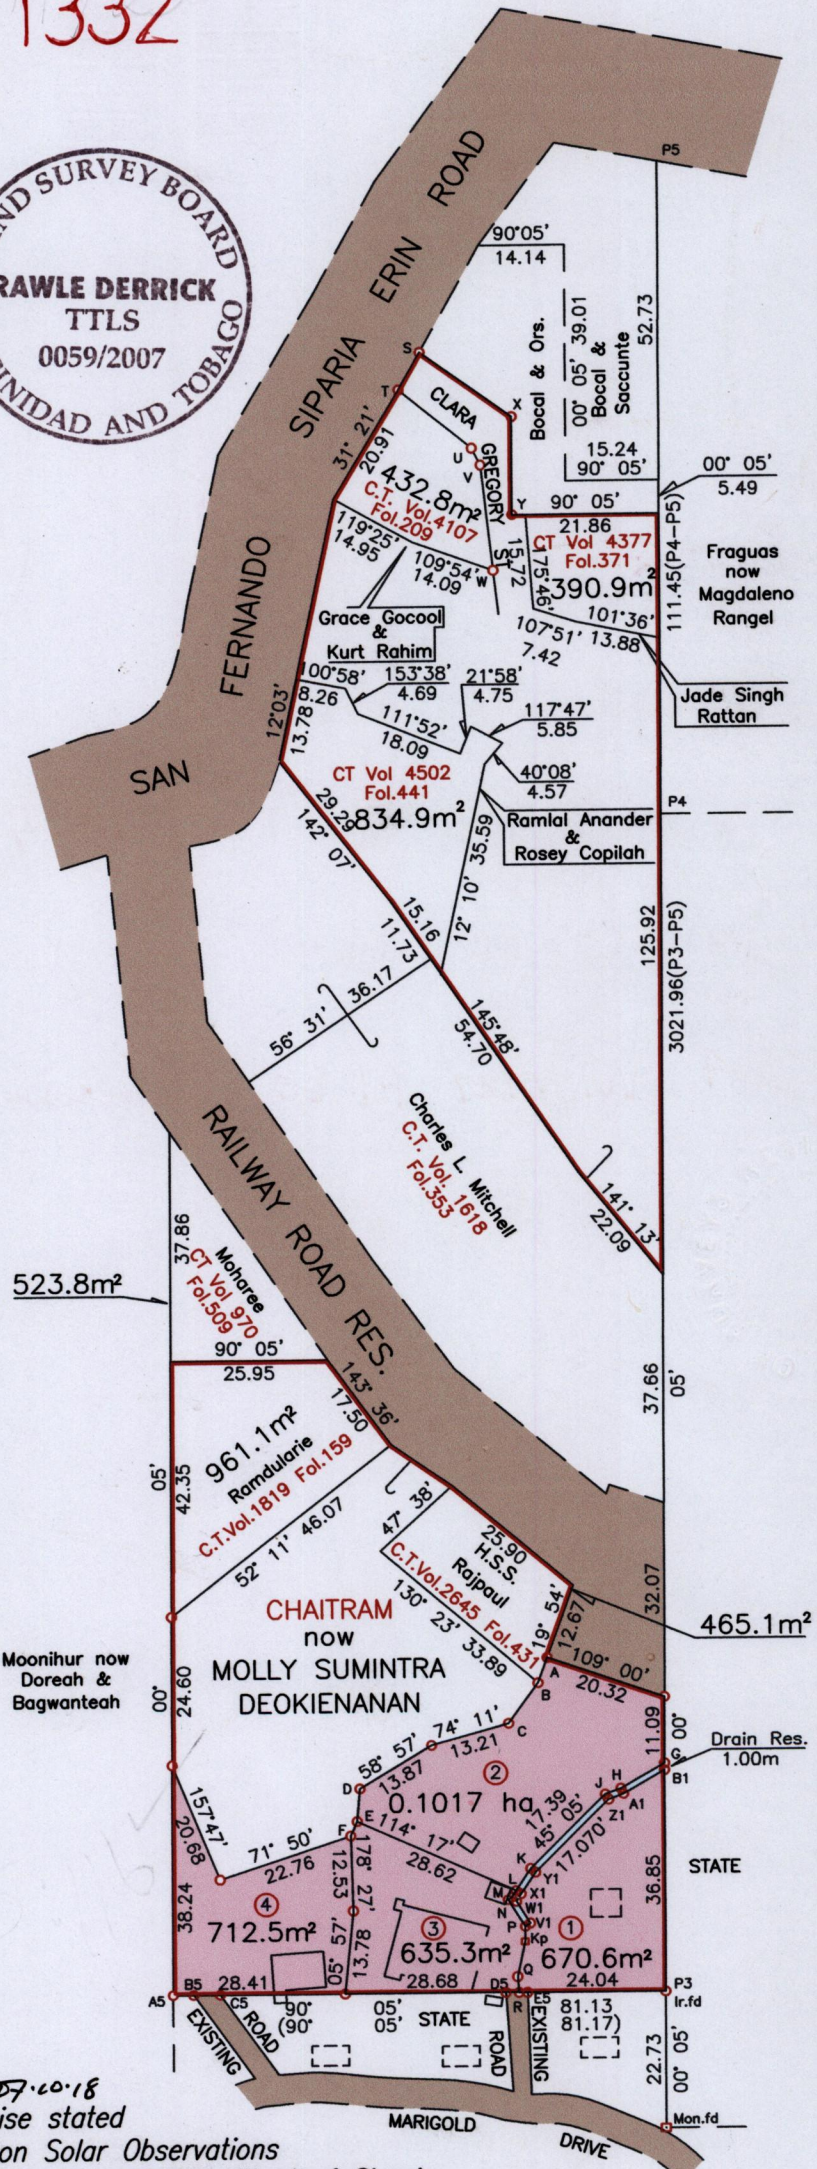 1332
LAND SURVEY BOARD
RAWLE DERRICK
TTLS
0059/2007
TRINIDAD AND TOBAGO
P5
SIPARIA ERIN ROAD
90°05'
14.14
Bocal & Ors.
00° 05' 39.01
Bocal &
Saccunte
52.73
15.24
90° 05'
00° 05'
5.49
S
T
X
CLARA
GREGORY
ST
U
V
Y
90° 05'
21.86
31° 21'
20.91
432.8m²
C.T. Vol.4107
Fol.209
CT Vol 4377
Fol.371
390.9m²
15.72
175°46'
111.45(P4-P5)
Fraguas
now
Magdaleno
Rangel
119°25'
14.95
109°54'
14.09
W
101°36'
13.88
107°51'
7.42
Grace Gocool
&
Kurt Rahim
Jade Singh
Rattan
SAN
FERNANDO
12°03'
13.78
100°58'
8.26
153°38'
4.69
21°58'
4.75
117°47'
5.85
111°52'
18.09
40°08'
4.57
CT Vol 4502
Fol.441
834.9m²
Ramlal Anander
&
Rosey Copilah
P4
29.29
142° 07'
12° 10' 35.59
15.16
11.73
125.92
3021.96(P3-P5)
56° 31' 36.17
145°48'
54.70
Charles L. Mitchell
C.T. Vol. 1618
Fol.353
141° 13'
22.09
RAILWAY ROAD RES.
37.86
Moharee
CT Vol 970
Fol.509
523.8m²
90° 05'
25.95
143° 36'
17.50
37.66
05'
961.1m²
Ramdularie
C.T.Vol.1819 Fol.159
05'
42.35
52° 11' 46.07
47° 38'
25.90
H.S.S.
Rajpaul
C.T.Vol.2645 Fol.431
130° 23' 33.89
19° 54'
12.67
32.07
465.1m²
CHAITRAM
now
MOLLY SUMINTRA
DEOKIENANAN
Moonihur now
Doreah &
Bagwanteah
00°
24.60
A
109° 00'
20.32
B
C
74° 11'
13.21
11.09
00°
G
B1
Drain Res.
1.00m
58° 57'
13.87
2
0.1017 ha
D
E
F
J
H
Z1
A1
17.39
45° 05'
17.070'
157°47'
20.68
71° 50'
22.76
114° 17'
28.62
K
Y1
L
M
X1
N
W1
V1
P
Kp
36.85
STATE
38.24
4
712.5m²
12.53
178° 27'
3
635.3m²
1
670.6m²
05° 57'
13.78
Q
A5
B5
C5
28.41
28.68
D5
R
E5
24.04
P3
Ir.fd
90° 05'
(90° 05'
STATE
81.13
81.17)
EXISTING
ROAD
ROAD
EXISTING
22.73
00° 05'
MARIGOLD
DRIVE
Mon.fd
ise stated
on Solar Observations